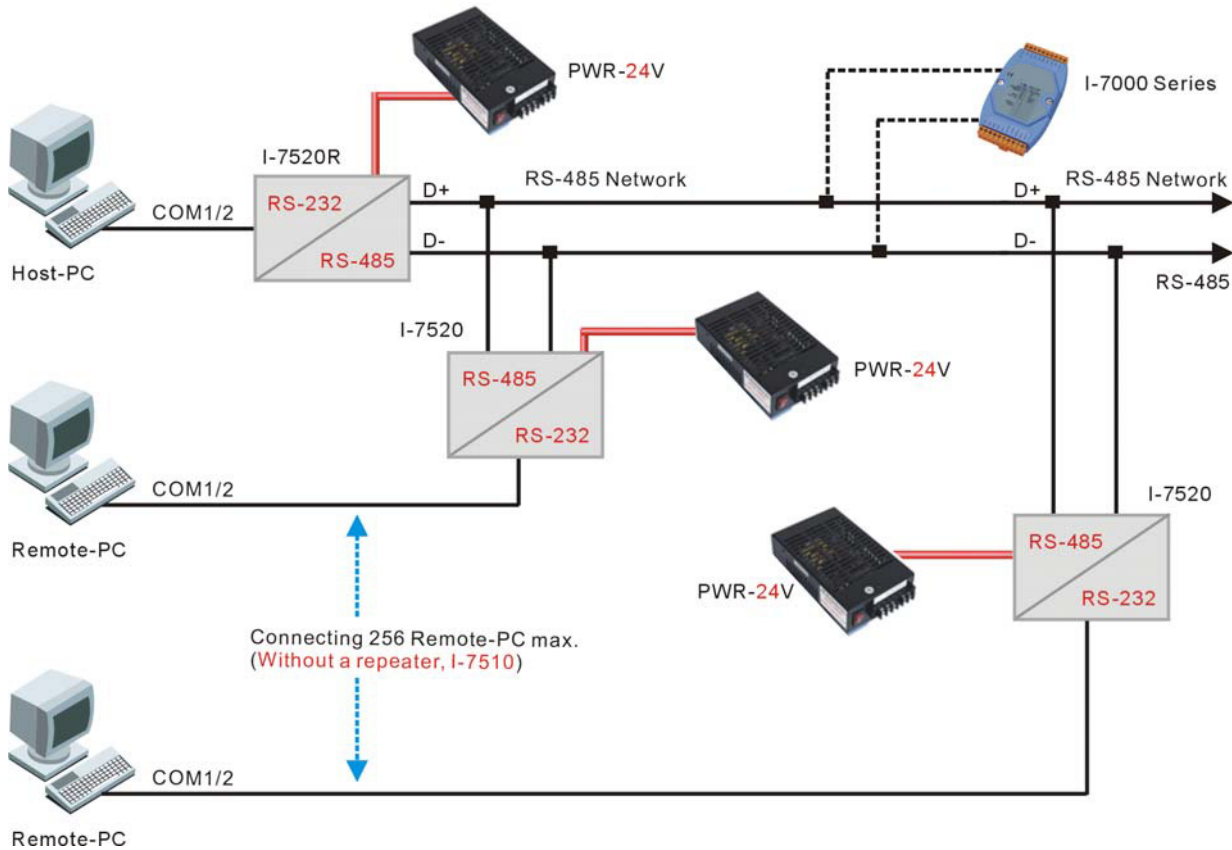 PWR-24V
I-7000 Series
I-7520R
RS-232
RS-485
COM1/2
Host-PC
D+
RS-485 Network
D+
RS-485 Network
D-
D-
RS-485
I-7520
RS-485
RS-232
PWR-24V
COM1/2
Remote-PC
I-7520
RS-485
RS-232
PWR-24V
Connecting 256 Remote-PC max.
(Without a repeater, I-7510)
COM1/2
Remote-PC